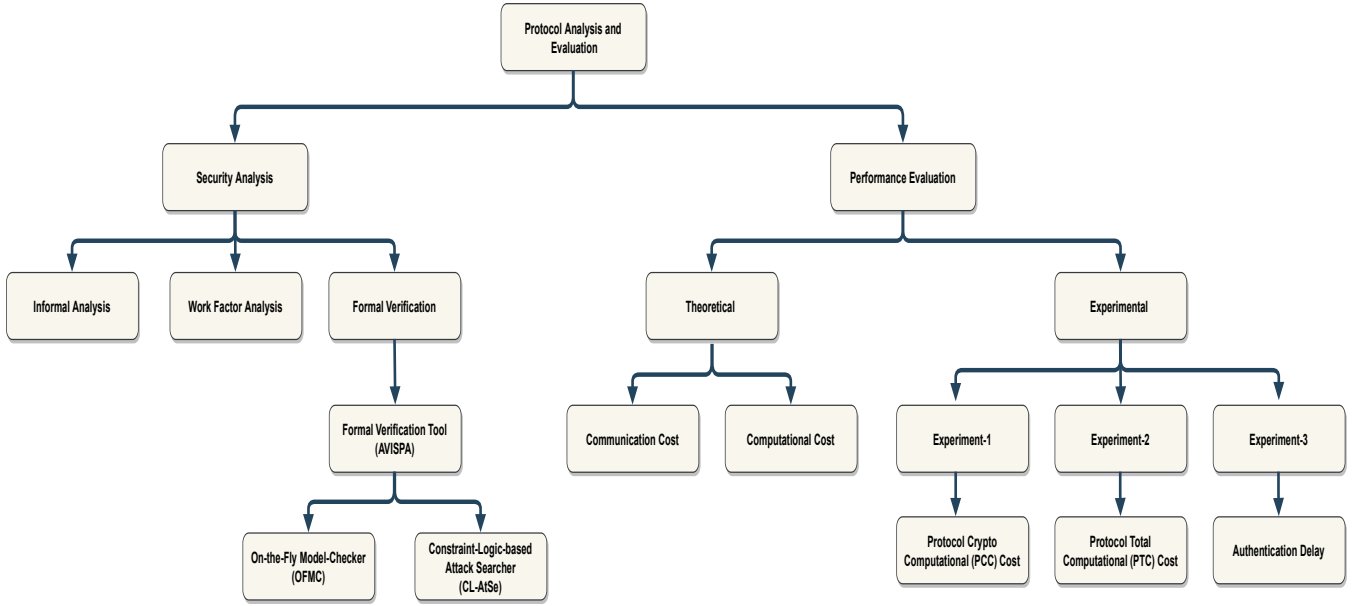 Protocol Analysis and
Evaluation
Security Analysis
Performance Evaluation
Informal Analysis
Work Factor Analysis
Formal Verification
Theoretical
Experimental
Formal Verification Tool
(AVISPA)
Communication Cost
Computational Cost
Experiment-1
Experiment-2
Experiment-3
On-the-Fly Model-Checker
(OFMC)
Constraint-Logic-based
Attack Searcher
(CL-AtSe)
Protocol Crypto
Computational (PCC) Cost
Protocol Total
Computational (PTC) Cost
Authentication Delay